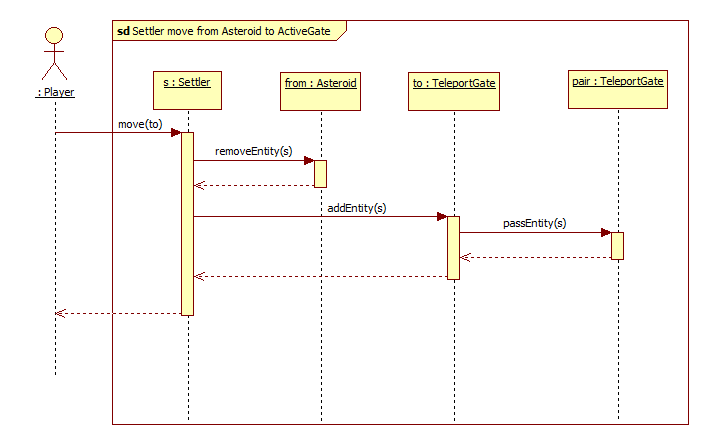 sd Settler move from Asteroid to ActiveGate
: Player
s : Settler
from : Asteroid
to : TeleportGate
pair : TeleportGate
move(to)
removeEntity(s)
addEntity(s)
passEntity(s)